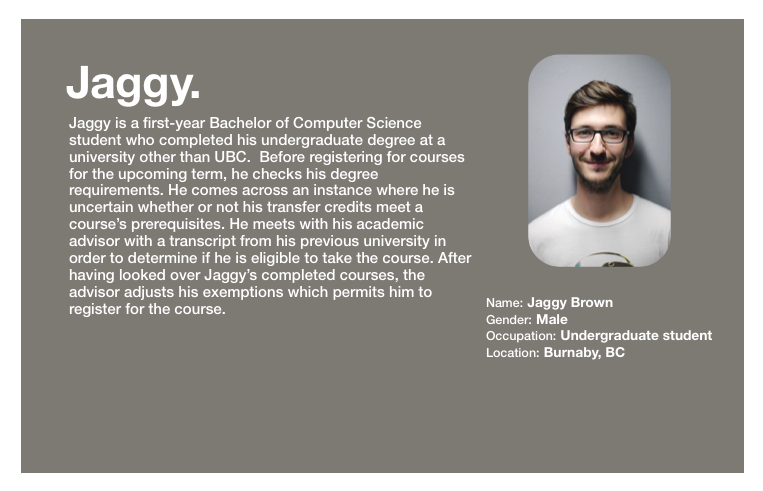 Jaggy.
Jaggy is a first-year Bachelor of Computer Science
student who completed his undergraduate degree at a
university other than UBC.  Before registering for courses
for the upcoming term, he checks his degree
requirements. He comes across an instance where he is
uncertain whether or not his transfer credits meet a
course’s prerequisites. He meets with his academic
advisor with a transcript from his previous university in
order to determine if he is eligible to take the course. After
having looked over Jaggy’s completed courses, the
advisor adjusts his exemptions which permits him to
register for the course.
Name: Jaggy Brown
Gender: Male
Occupation: Undergraduate student
Location: Burnaby, BC